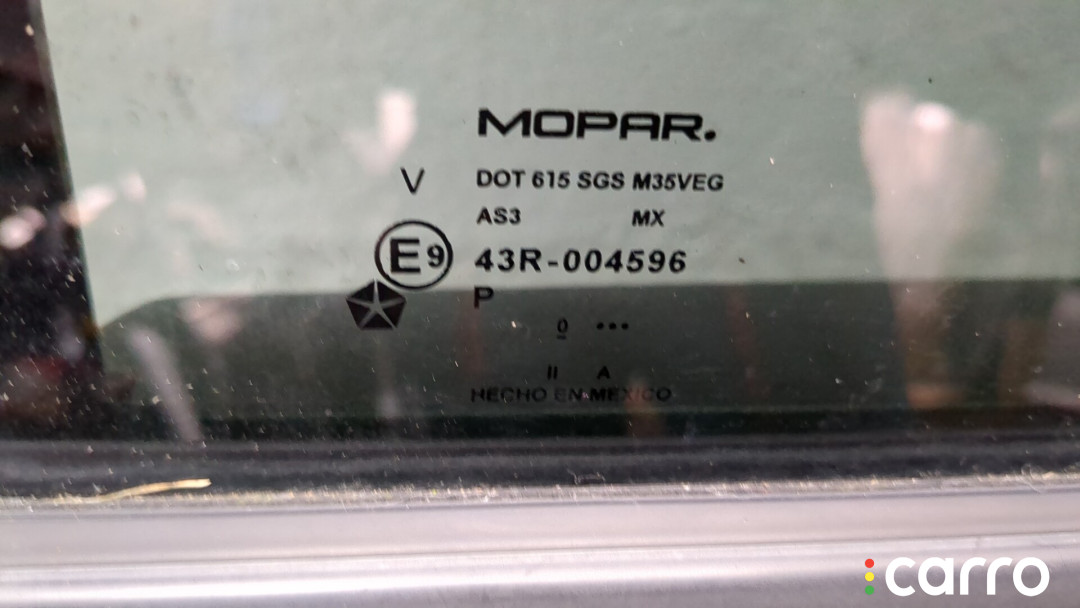 MOPAR.
V DOT 615 SGS M35VEG
AS3 MX
E9 43R-004596
P
0 •••
II A
HECHO EN MEXICO
carro